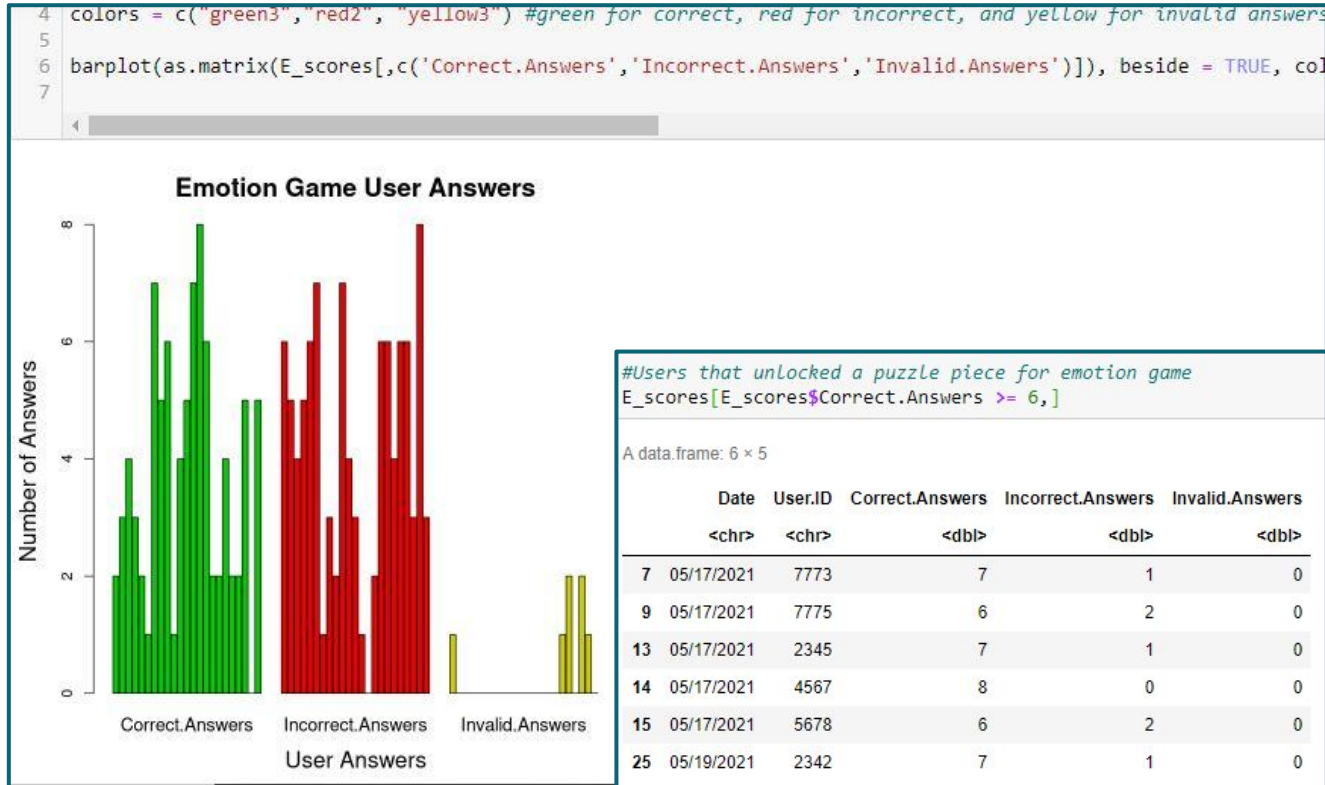 4 colors = c("green3","red2", "yellow3") #green for correct, red for incorrect, and yellow for invalid answers
5
6 barplot(as.matrix(E_scores[,c('Correct.Answers','Incorrect.Answers','Invalid.Answers')]), beside = TRUE, col
7
Emotion Game User Answers
8
6
4
2
0
Number of Answers
Correct.Answers Incorrect.Answers Invalid.Answers
User Answers
#Users that unlocked a puzzle piece for emotion game
E_scores[E_scores$Correct.Answers >= 6,]
A data.frame: 6 × 5
Date User.ID Correct.Answers Incorrect.Answers Invalid.Answers
<chr> <chr> <dbl> <dbl> <dbl>
7 05/17/2021 7773 7 1 0
9 05/17/2021 7775 6 2 0
13 05/17/2021 2345 7 1 0
14 05/17/2021 4567 8 0 0
15 05/17/2021 5678 6 2 0
25 05/19/2021 2342 7 1 0